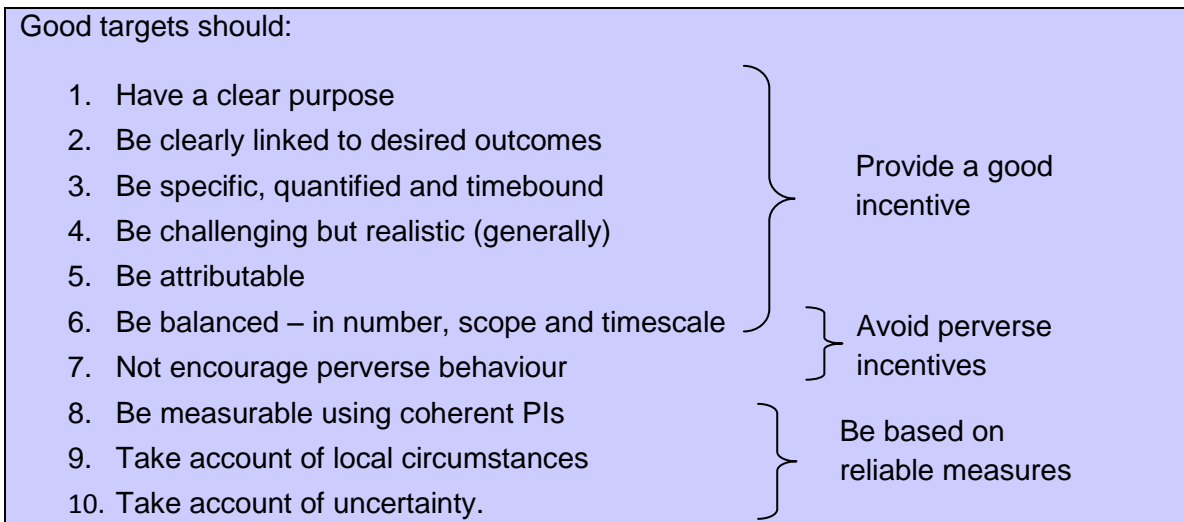 Good targets should:
1. Have a clear purpose
2. Be clearly linked to desired outcomes
3. Be specific, quantified and timebound
4. Be challenging but realistic (generally)
5. Be attributable
6. Be balanced – in number, scope and timescale
7. Not encourage perverse behaviour
8. Be measurable using coherent PIs
9. Take account of local circumstances
10. Take account of uncertainty.
Provide a good
incentive
Avoid perverse
incentives
Be based on
reliable measures